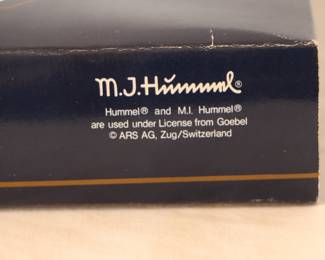 M.J.Hummel®
Hummel® and M.I. Hummel®
are used under License from Goebel
© ARS AG, Zug/Switzerland